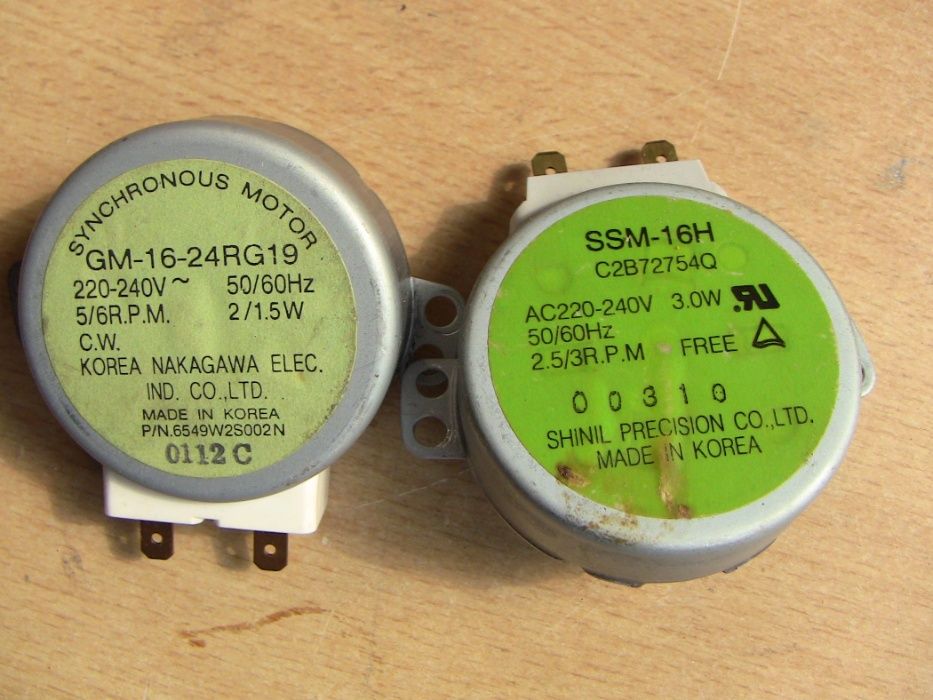 SYNCHRONOUS MOTOR
GM-16-24RG19
220-240V~ 50/60Hz
5/6R.P.M. 2/1.5W
C.W.
KOREA NAKAGAWA ELEC.
IND. CO.,LTD.
MADE IN KOREA
P/N.6549W2S002N
0112C
SSM-16H
C2B72754Q
AC220-240V 3.0W RU
50/60Hz
2.5/3R.P.M FREE
00310
SHINIL PRECISION CO.,LTD.
MADE IN KOREA